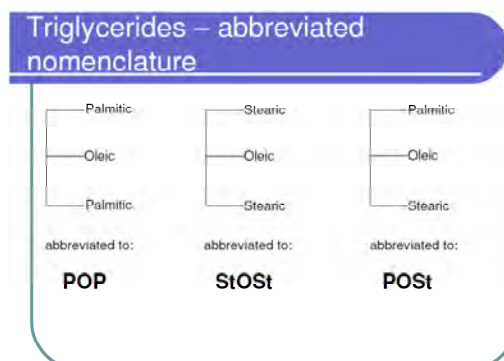 Triglycerides – abbreviated
nomenclature
Palmitic
Stearic
Palmitic
Oleic
Oleic
Oleic
Palmitic
Stearic
Stearic
abbreviated to:
abbreviated to:
abbreviated to:
POP
StOSt
POSt